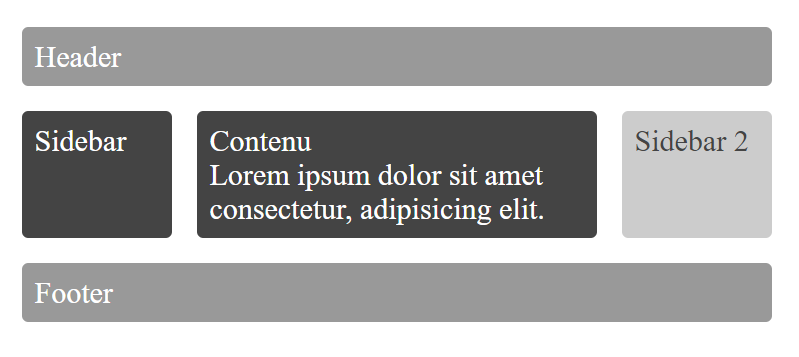 Header
Sidebar
Contenu
Lorem ipsum dolor sit amet
consectetur, adipisicing elit.
Sidebar 2
Footer